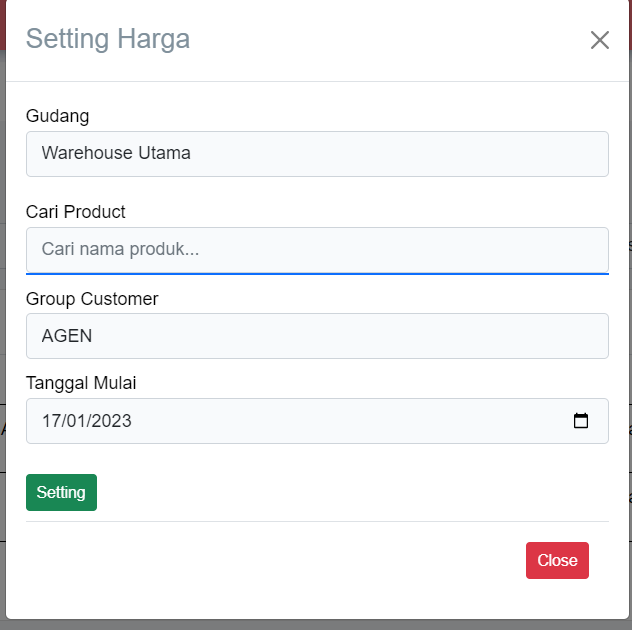 Setting Harga
Gudang
Warehouse Utama
Cari Product
Cari nama produk...
Group Customer
AGEN
Tanggal Mulai
17/01/2023
Setting
Close